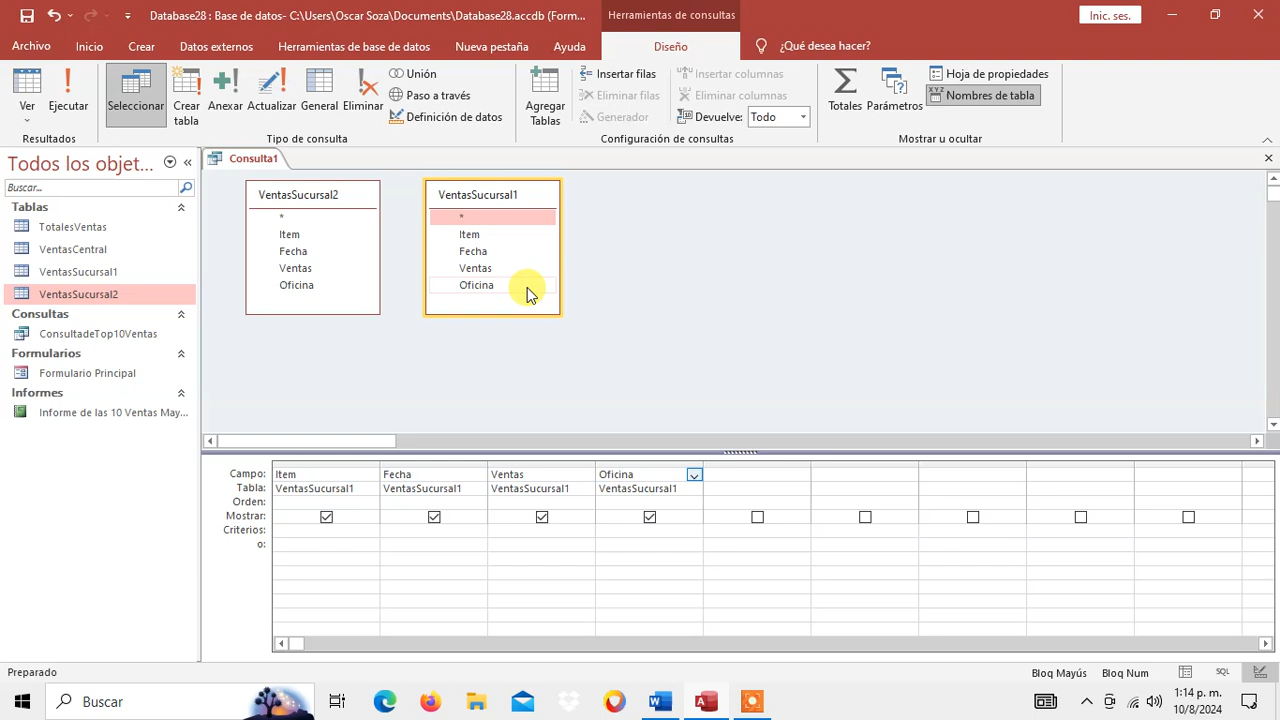 Database28 : Base de datos- C:\Users\Oscar Soza\Documents\Database28.accdb (Form...
Herramientas de consultas
Inic. ses.
Archivo
Inicio
Crear
Datos externos
Herramientas de base de datos
Nueva pestaña
Ayuda
Diseño
¿Qué desea hacer?
Ver
Ejecutar
Seleccionar
Crear tabla
Anexar
Actualizar
General
Eliminar
Unión
Paso a través
Definición de datos
Agregar Tablas
Insertar filas
Eliminar filas
Generador
Insertar columnas
Eliminar columnas
Devuelve: Todo
Totales
Parámetros
Hoja de propiedades
XYZ Nombres de tabla
Resultados
Tipo de consulta
Configuración de consultas
Mostrar u ocultar
Todos los objet...
Buscar...
Tablas
TotalesVentas
VentasCentral
VentasSucursal1
VentasSucursal2
Consultas
ConsultadeTop10Ventas
Formularios
Formulario Principal
Informes
Informe de las 10 Ventas May...
Consulta1
VentasSucursal2
*
Item
Fecha
Ventas
Oficina
VentasSucursal1
*
Item
Fecha
Ventas
Oficina
Campo: Item Fecha Ventas Oficina
Tabla: VentasSucursal1 VentasSucursal1 VentasSucursal1 VentasSucursal1
Orden:
Mostrar:
Criterios:
o:
Preparado
Bloq Mayús
Bloq Num
SQL
Buscar
1:14 p. m.
10/8/2024